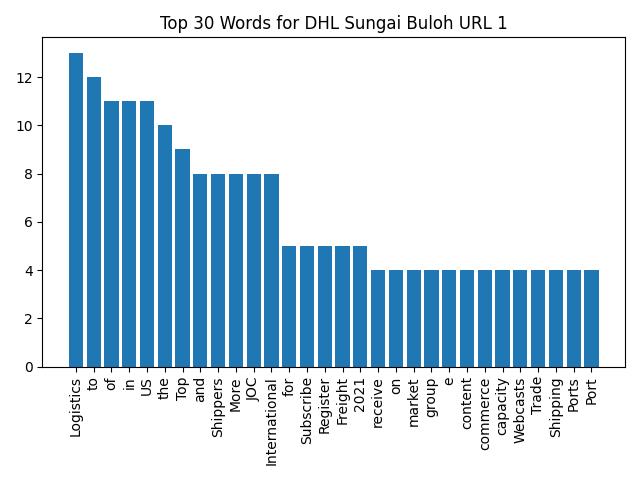 Top 30 Words for DHL Sungai Buloh URL 1
12
10
8
6
4
2
0
Logistics
to
of
in
US
the
Top
and
Shippers
More
JOC
International
for
Subscribe
Register
Freight
2021
receive
on
market
group
e
content
commerce
capacity
Webcasts
Trade
Shipping
Ports
Port